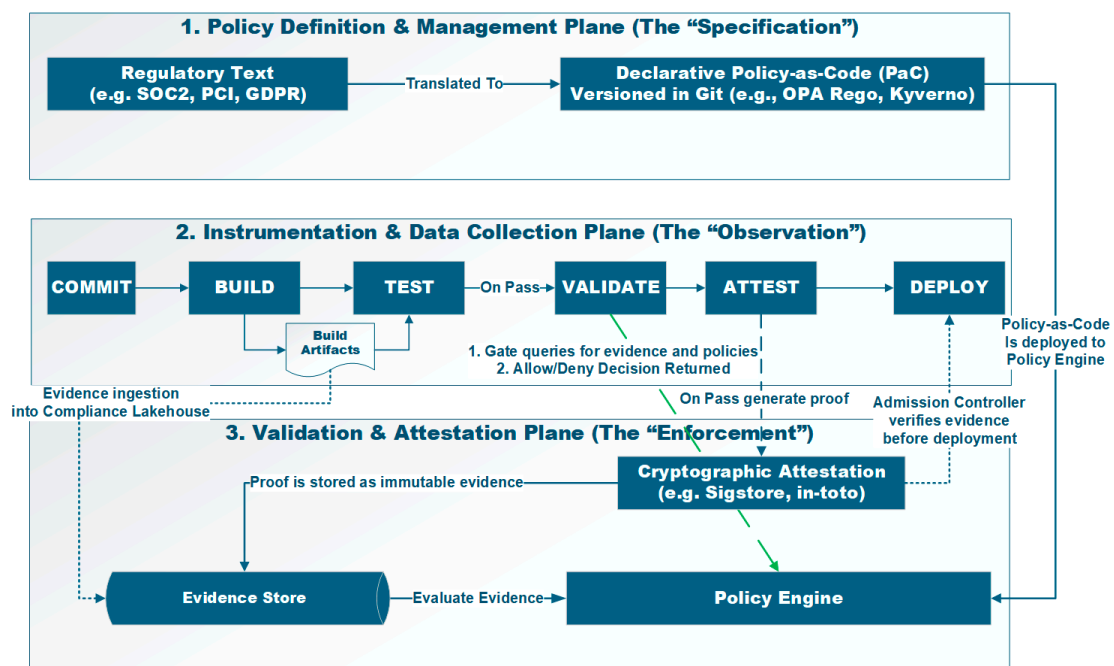 1. Policy Definition & Management Plane (The “Specification”)
Regulatory Text
(e.g. SOC2, PCI, GDPR)
Translated To
Declarative Policy-as-Code (PaC)
Versioned in Git (e.g., OPA Rego, Kyverno)
2. Instrumentation & Data Collection Plane (The “Observation”)
COMMIT
BUILD
TEST
On Pass
VALIDATE
ATTEST
DEPLOY
Build
Artifacts
Policy-as-Code
Is deployed to
Policy Engine
1. Gate queries for evidence and policies
2. Allow/Deny Decision Returned
Evidence ingestion
into Compliance Lakehouse
On Pass generate proof
Admission Controller
verifies evidence
before deployment
3. Validation & Attestation Plane (The “Enforcement”)
Cryptographic Attestation
(e.g. Sigstore, in-toto)
Proof is stored as immutable evidence
Evidence Store
Evaluate Evidence
Policy Engine